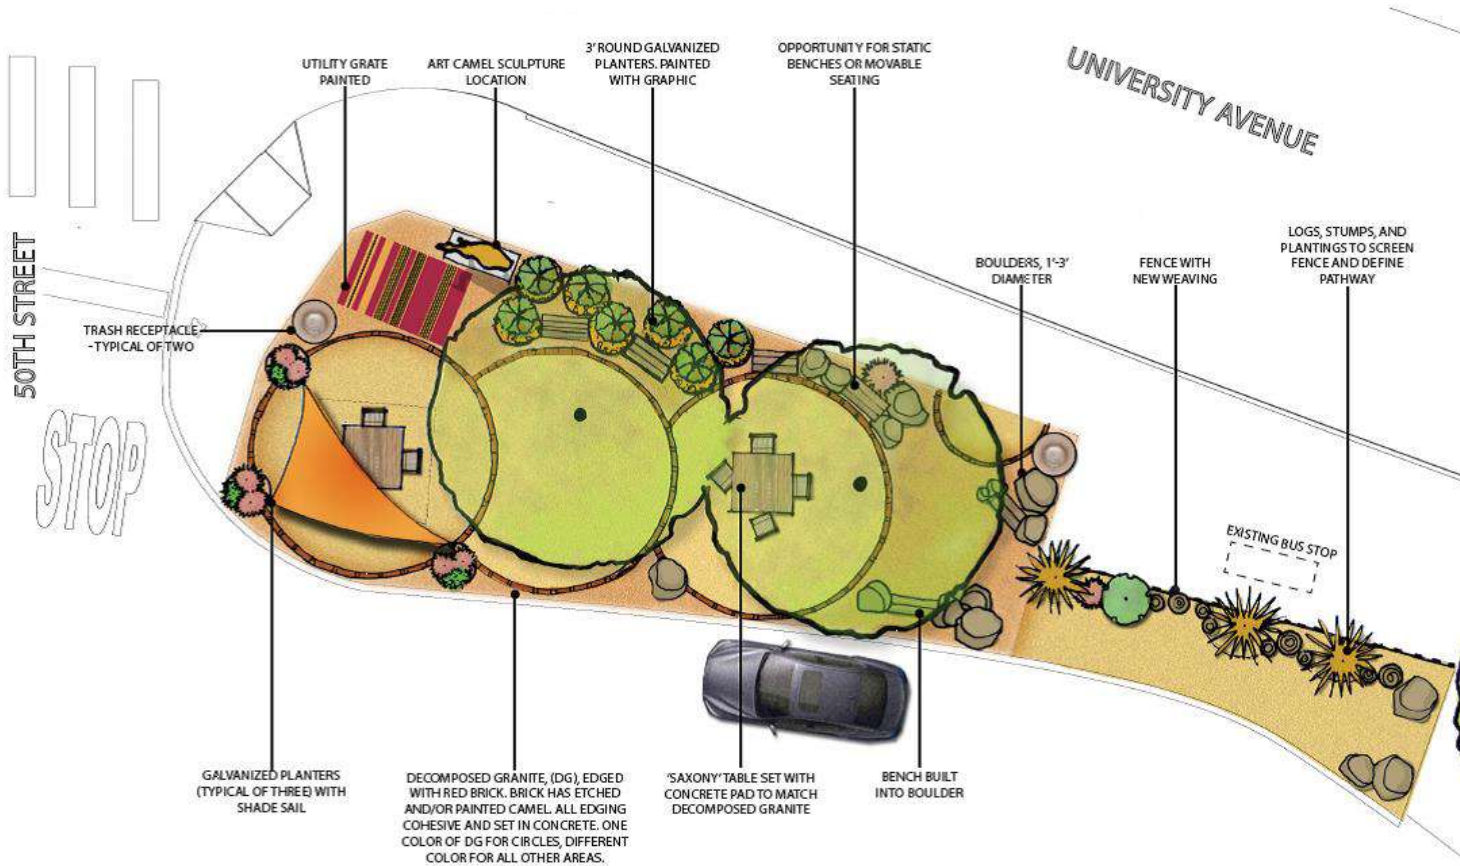 UTILITY GRATE
PAINTED
ART CAMEL SCULPTURE
LOCATION
3' ROUND GALVANIZED
PLANTERS. PAINTED
WITH GRAPHIC
OPPORTUNITY FOR STATIC
BENCHES OR MOVABLE
SEATING
UNIVERSITY AVENUE
LOGS, STUMPS, AND
PLANTINGS TO SCREEN
FENCE AND DEFINE
PATHWAY
BOULDERS, 1'-3'
DIAMETER
FENCE WITH
NEW WEAVING
50TH STREET
TRASH RECEPTACLE
-TYPICAL OF TWO
STOP
EXISTING BUS STOP
GALVANIZED PLANTERS
(TYPICAL OF THREE) WITH
SHADE SAIL
DECOMPOSED GRANITE, (DG), EDGED
WITH RED BRICK. BRICK HAS ETCHED
AND/OR PAINTED CAMEL. ALL EDGING
COHESIVE AND SET IN CONCRETE. ONE
COLOR OF DG FOR CIRCLES, DIFFERENT
COLOR FOR ALL OTHER AREAS.
'SAXONY' TABLE SET WITH
CONCRETE PAD TO MATCH
DECOMPOSED GRANITE
BENCH BUILT
INTO BOULDER